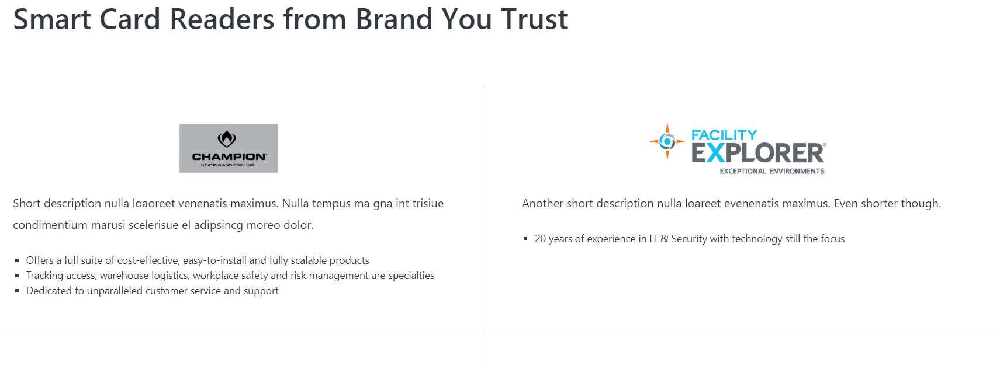 Smart Card Readers from Brand You Trust
CHAMPION®
HEATING AND COOLING
Short description nulla loaoreet venenatis maximus. Nulla tempus ma gna int trisiue
condimentium marusi scelerisue el adipsincg moreo dolor.
Offers a full suite of cost-effective, easy-to-install and fully scalable products
Tracking access, warehouse logistics, workplace safety and risk management are specialties
Dedicated to unparalleled customer service and support
FACILITY
EXPLORER®
EXCEPTIONAL ENVIRONMENTS
Another short description nulla loareet evenenatis maximus. Even shorter though.
20 years of experience in IT & Security with technology still the focus